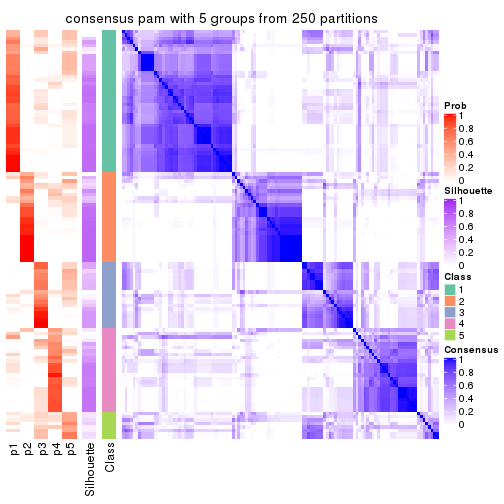 consensus pam with 5 groups from 250 partitions
Prob
1
0.8
0.6
0.4
0.2
0
Silhouette
1
0.8
0.6
0.4
0.2
0
Class
1
2
3
4
5
Consensus
1
0.8
0.6
0.4
0.2
0
p1
p2
p3
p4
p5
Silhouette
Class